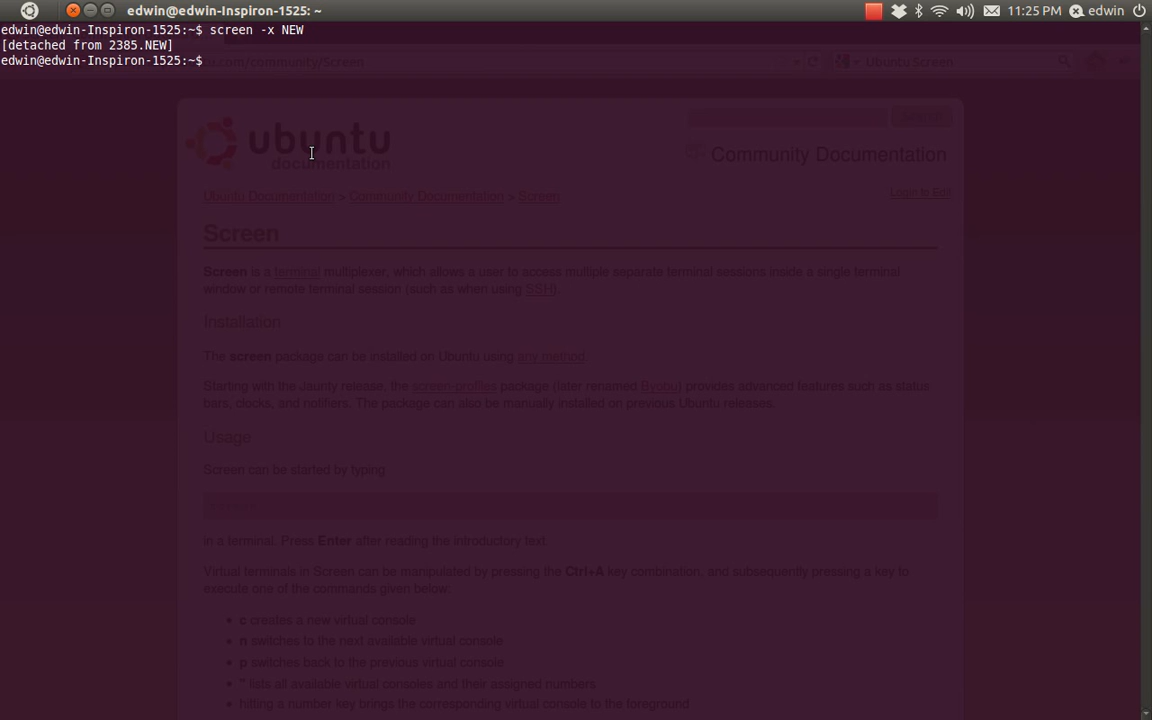 edwin@edwin-Inspiron-1525: ~
11:25 PM
edwin
edwin@edwin-Inspiron-1525:~$ screen -x NEW
[detached from 2385.NEW]
edwin@edwin-Inspiron-1525:~$
.com/community/Screen
Ubuntu Screen
ubuntu
documentation
Community Documentation
Ubuntu Documentation > Community Documentation > Screen
Login to Edit
Screen
Screen is a terminal multiplexer, which allows a user to access multiple separate terminal sessions inside a single terminal
window or remote terminal session (such as when using SSH).
Installation
The screen package can be installed on Ubuntu using any method
Starting with the Jaunty release, the screen-profiles package (later renamed Byobu) provides advanced features such as status
bars, clocks, and notifiers. The package can also be manually installed on previous Ubuntu releases.
Usage
Screen can be started by typing
in a terminal. Press Enter after reading the introductory text.
Virtual terminals in Screen can be manipulated by pressing the Ctrl+A key combination, and subsequently pressing a key to
execute one of the commands given below:
• c creates a new virtual console
• n switches to the next available virtual console
• p switches back to the previous virtual console
• " lists all available virtual consoles and their assigned numbers
• hitting a number key brings the corresponding virtual console to the foreground